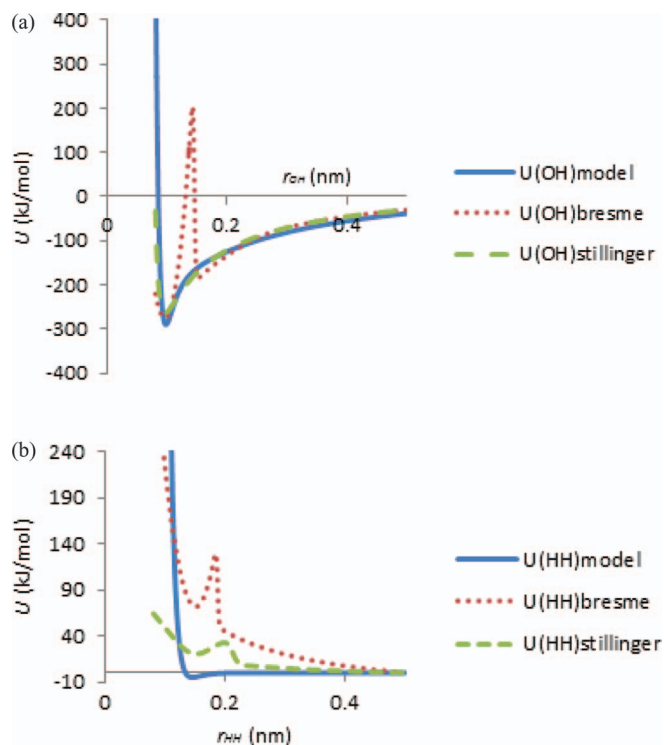 (a)
400
300
200
100
0
-100
-200
-300
-400
U (kJ/mol)
r_OH (nm)
0
0.2
0.4
U(OH)model
U(OH)bresme
U(OH)stillinger
(b)
240
190
140
90
40
-10
U (kJ/mol)
0
0.2
0.4
r_HH (nm)
U(HH)model
U(HH)bresme
U(HH)stillinger